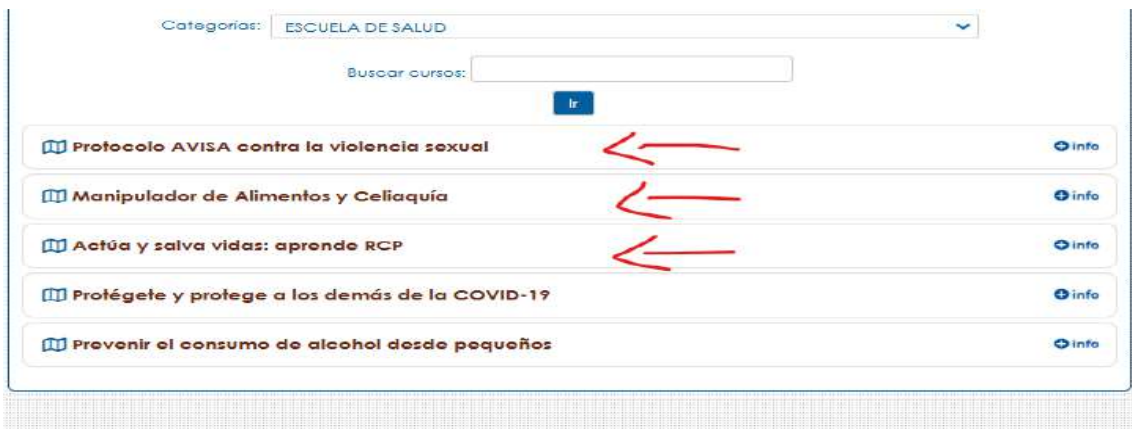 Categorías: ESCUELA DE SALUD
Buscar cursos:
Ir
Protocolo AVISA contra la violencia sexual info
Manipulador de Alimentos y Celiaquía info
Actúa y salva vidas: aprende RCP info
Protégete y protege a los demás de la COVID-19 info
Prevenir el consumo de alcohol desde pequeños info